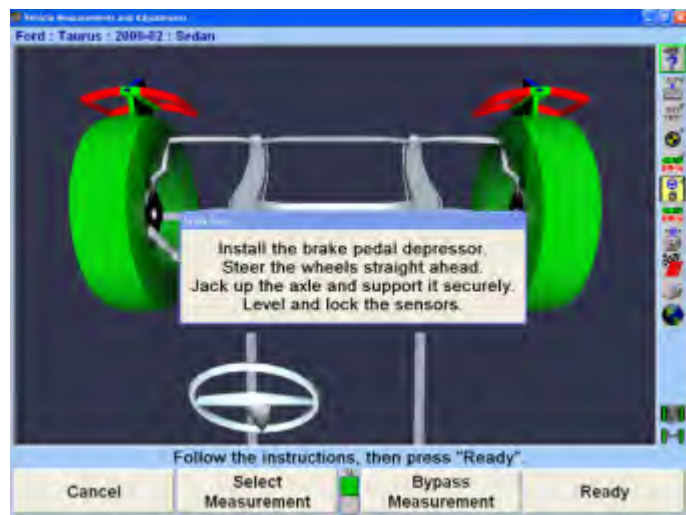 Vehicle Measurements and Adjustments
Ford : Taurus : 2000-02 : Sedan
Install the brake pedal depressor.
Steer the wheels straight ahead.
Jack up the axle and support it securely.
Level and lock the sensors.
Follow the instructions, then press "Ready".
Cancel
Select
Measurement
Bypass
Measurement
Ready